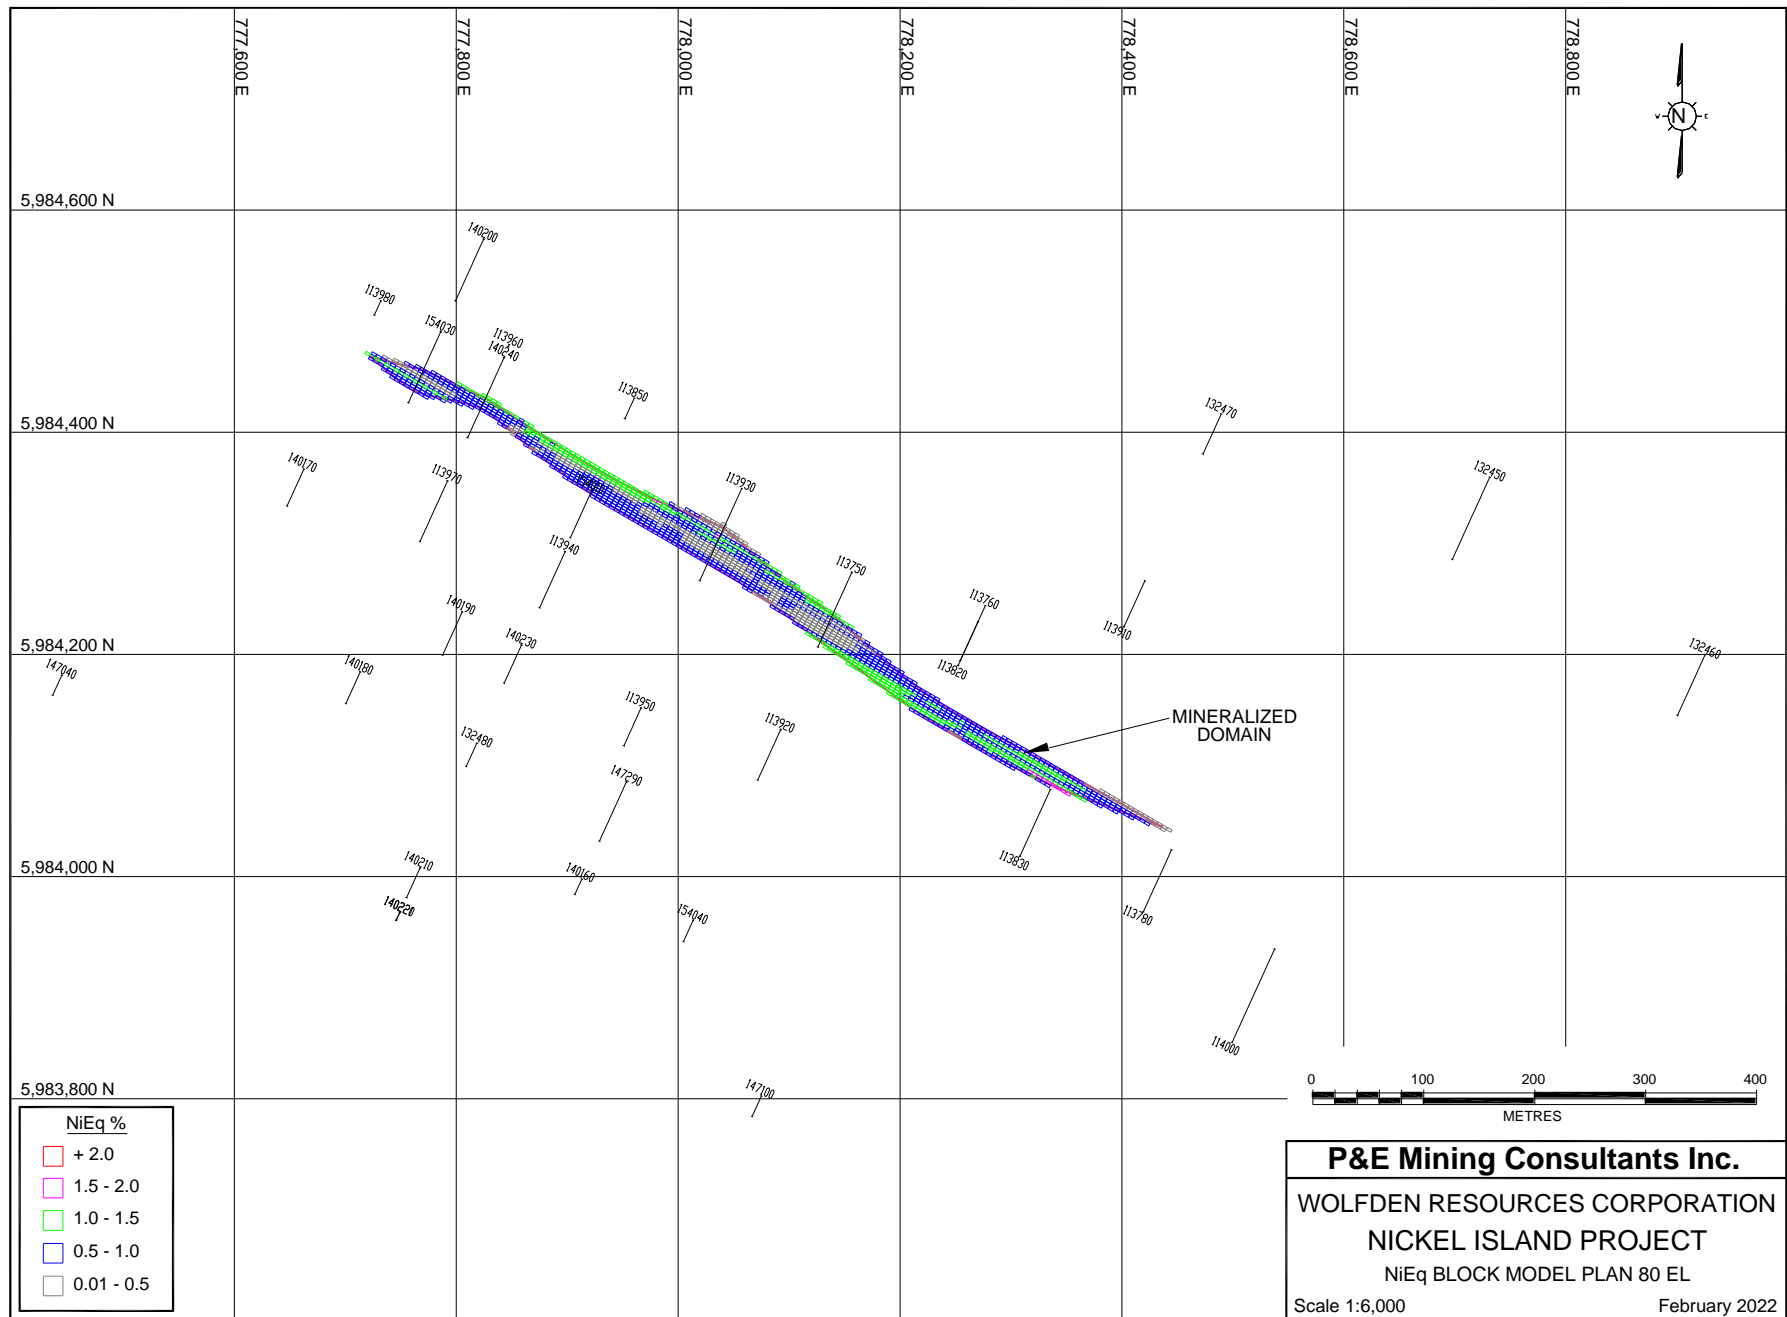 777,600 E
777,800 E
778,000 E
778,200 E
778,400 E
778,600 E
778,800 E
W N E
5,984,600 N
140200
113980
154030
113960
140240
113850
132470
5,984,400 N
140170
113970
113930
132450
113940
113750
113760
113910
140190
140230
5,984,200 N
147040
140180
113820
132460
113950
113920
132480
MINERALIZED
DOMAIN
147290
140210
140160
113830
5,984,000 N
154040
113780
114000
5,983,800 N
147100
0 100 200 300 400
METRES
NiEq %
+ 2.0
1.5 - 2.0
1.0 - 1.5
0.5 - 1.0
0.01 - 0.5
P&E Mining Consultants Inc.
WOLFDEN RESOURCES CORPORATION
NICKEL ISLAND PROJECT
NiEq BLOCK MODEL PLAN 80 EL
Scale 1:6,000 February 2022